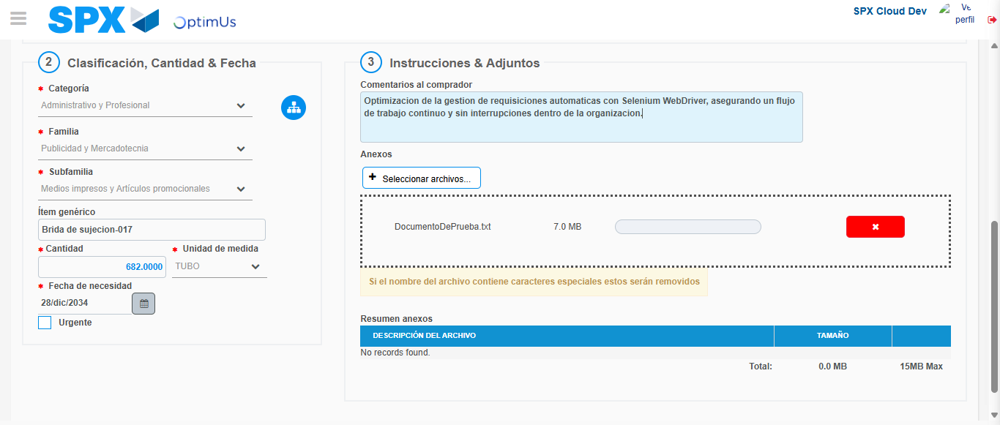 SPX
OptimUs
SPX Cloud Dev
Ve
perfil
2 Clasificación, Cantidad & Fecha
* Categoría
Administrativo y Profesional
* Familia
Publicidad y Mercadotecnia
* Subfamilia
Medios impresos y Artículos promocionales
Ítem genérico
Brida de sujecion-017
* Cantidad
* Unidad de medida
682.0000
TUBO
* Fecha de necesidad
28/dic/2034
Urgente
3 Instrucciones & Adjuntos
Comentarios al comprador
Optimizacion de la gestion de requisiciones automaticas con Selenium WebDriver, asegurando un flujo
de trabajo continuo y sin interrupciones dentro de la organizacion.
Anexos
+ Seleccionar archivos...
DocumentoDePrueba.txt 7.0 MB
Si el nombre del archivo contiene caracteres especiales estos serán removidos
Resumen anexos
DESCRIPCIÓN DEL ARCHIVO TAMAÑO
No records found.
Total: 0.0 MB 15MB Max